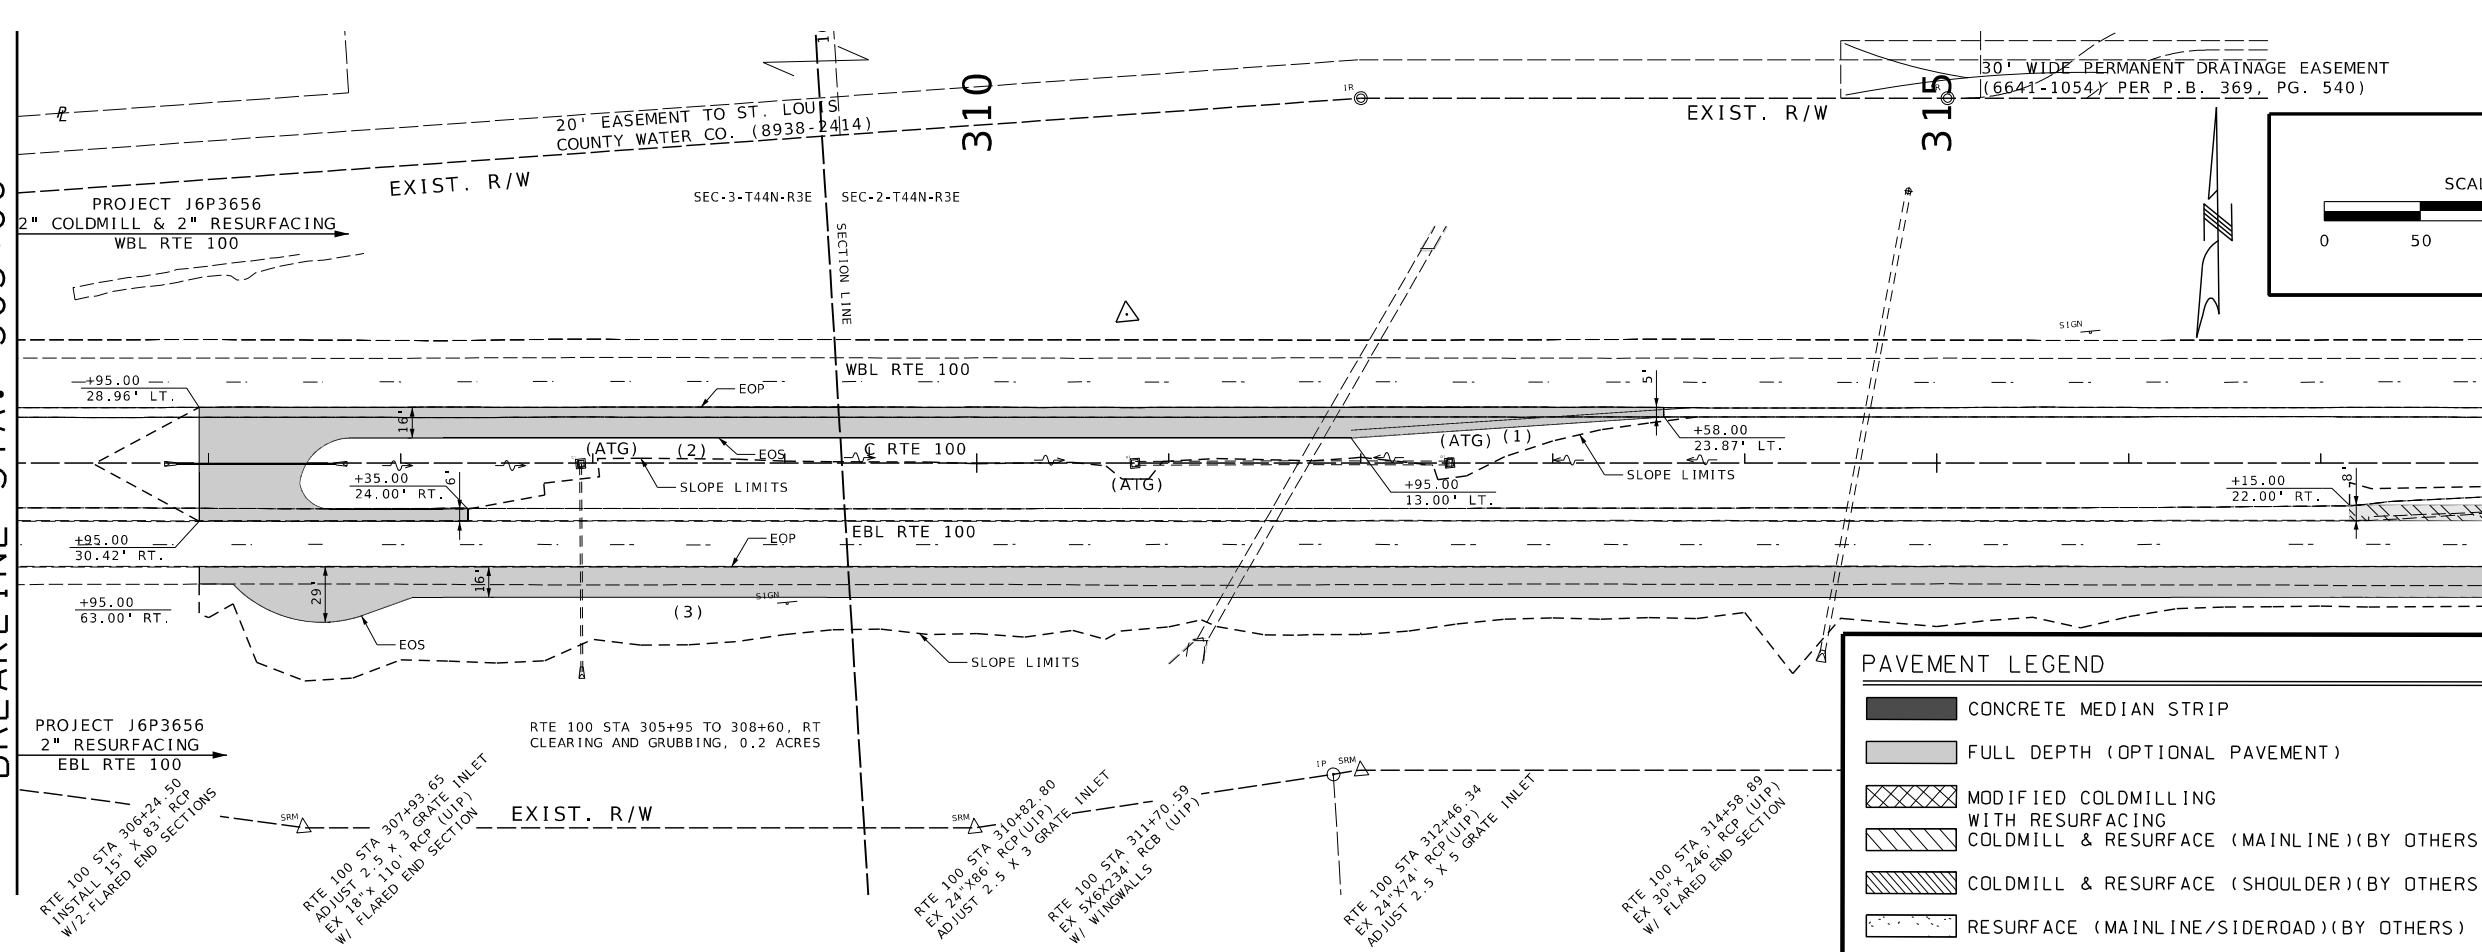 310
315
1
IR
30' WIDE PERMANENT DRAINAGE EASEMENT
(6641-1054) PER P.B. 369, PG. 540)
EXIST. R/W
20' EASEMENT TO ST. LOUIS
COUNTY WATER CO. (8938-2414)
EXIST. R/W
PROJECT J6P3656
2" COLDMILL & 2" RESURFACING
WBL RTE 100
SEC-3-T44N-R3E
SEC-2-T44N-R3E
SECTION LINE
0
50
SIGN
WBL RTE 100
EOP
+95.00
28.96' LT.
16'
5'
(ATG)
(2)
EOS
℄ RTE 100
(ATG) (1)
+58.00
23.87' LT.
SLOPE LIMITS
SLOPE LIMITS
+35.00
24.00' RT.
6'
(ATG)
+95.00
13.00' LT.
+15.00
22.00' RT.
8'
EBL RTE 100
EOP
+95.00
30.42' RT.
29'
16'
SIGN
(3)
+95.00
63.00' RT.
EOS
SLOPE LIMITS
PROJECT J6P3656
2" RESURFACING
EBL RTE 100
RTE 100 STA 305+95 TO 308+60, RT
CLEARING AND GRUBBING, 0.2 ACRES
IP
SRM
SRM
EXIST. R/W
SRM
RTE 100 STA 306+24.50
INSTALL 15" X 83' RCP
W/2-FLARED END SECTIONS
RTE 100 STA 307+93.65
ADJUST 2.5 X 3 GRATE INLET
EX 18"X 110' RCP (UIP)
W/ FLARED END SECTION
RTE 100 STA 310+82.80
EX 24"X86' RCP(UIP)
ADJUST 2.5 X 3 GRATE INLET
RTE 100 STA 311+70.59
EX 5X6X234' RCB (UIP)
W/ WINGWALLS
RTE 100 STA 312+46.34
EX 24"X74' RCP(UIP)
ADJUST 2.5 X 5 GRATE INLET
RTE 100 STA 314+58.89
EX 30"X 246' RCP (UIP)
W/ FLARED END SECTION
PAVEMENT LEGEND
CONCRETE MEDIAN STRIP
FULL DEPTH (OPTIONAL PAVEMENT)
MODIFIED COLDMILLING
WITH RESURFACING
COLDMILL & RESURFACE (MAINLINE)(BY OTHERS
COLDMILL & RESURFACE (SHOULDER)(BY OTHERS
RESURFACE (MAINLINE/SIDEROAD)(BY OTHERS)